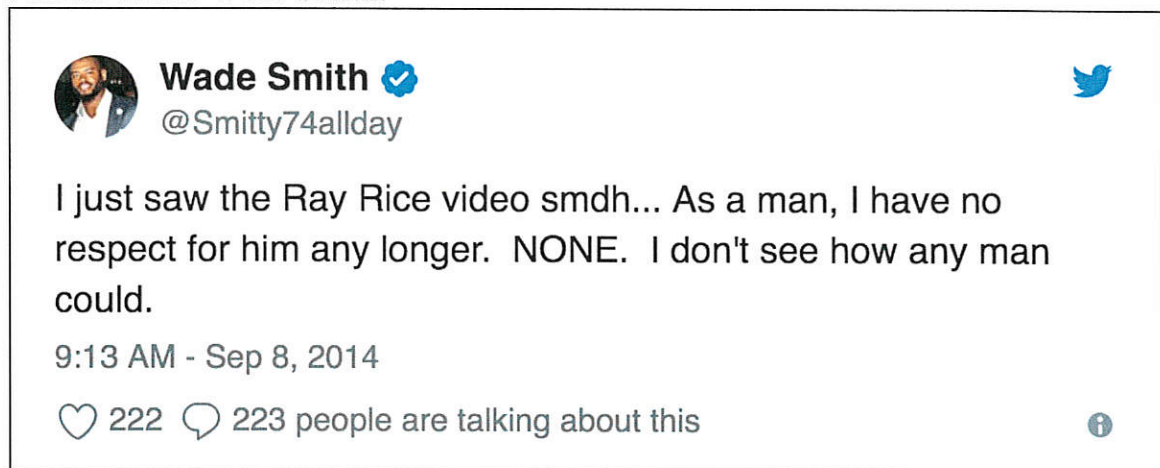 Wade Smith
@Smitty74allday
I just saw the Ray Rice video smdh... As a man, I have no
respect for him any longer.  NONE.  I don't see how any man
could.
9:13 AM - Sep 8, 2014
222 223 people are talking about this